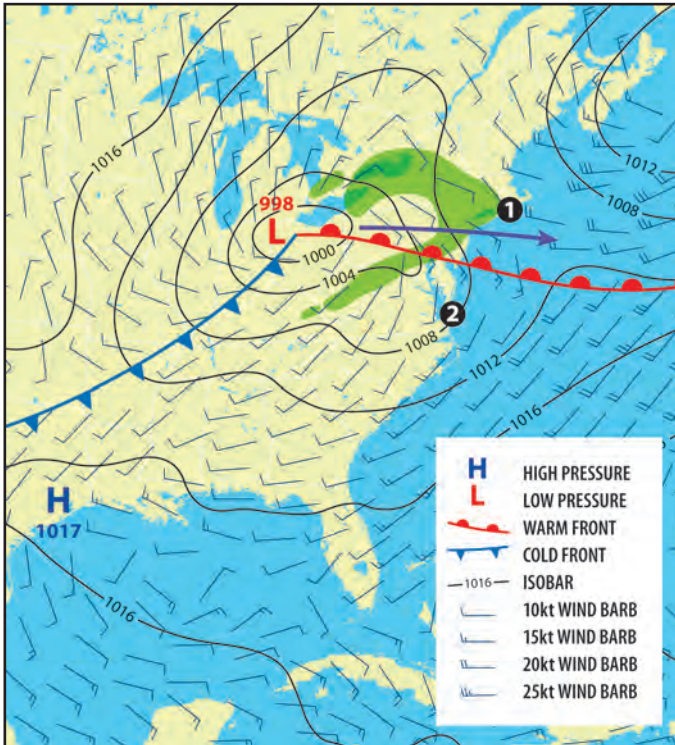 1016
1012
1008
998
L
1
1000
1004
2
1008
1012
1016
H
1017
1016
H HIGH PRESSURE
L LOW PRESSURE
WARM FRONT
COLD FRONT
1016 ISOBAR
10kt WIND BARB
15kt WIND BARB
20kt WIND BARB
25kt WIND BARB